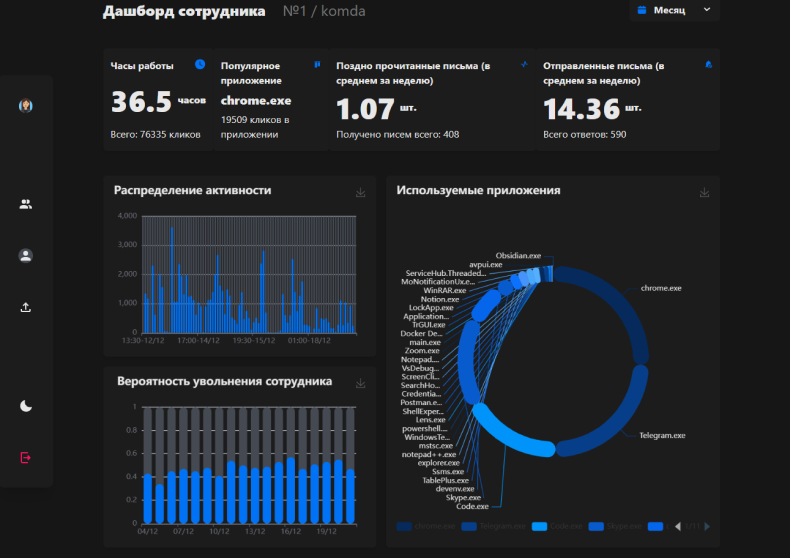 Дашборд сотрудника №1 / komda
Месяц
Часы работы
36.5 часов
Всего: 76335 кликов
Популярное
приложение
chrome.exe
19509 кликов в
приложении
Поздно прочитанные письма (в
среднем за неделю)
1.07 шт.
Получено писем всего: 408
Отправленные письма (в
среднем за неделю)
14.36 шт.
Всего ответов: 590
Распределение активности
4,000
3,000
2,000
1,000
0
13:30-12/12 17:00-14/12 19:30-15/12 01:00-18/12
Вероятность увольнения сотрудника
1
0.8
0.6
0.4
0.2
0
04/12 07/12 10/12 13/12 16/12 19/12
Используемые приложения
Obsidian.exe
avpui.exe
ServiceHub.Threaded...
MoNotificationUx.e...
WinRAR.exe
Notion.exe
LockApp.exe
Application...
TrGUI.exe
Docker De...
main.exe
Zoom.exe
Notepad....
VsDebug...
ScreenCli...
SearchHo...
Credentia...
Postman.e...
ShellExper...
Lens.exe
powershell....
WindowsTe...
mstsc.exe
notepad++.exe
explorer.exe
Ssms.exe
TablePlus.exe
devenv.exe
Skype.exe
Code.exe
chrome.exe
Telegram.exe
chrome.exe Telegram.exe Code.exe Skype.exe 1/11